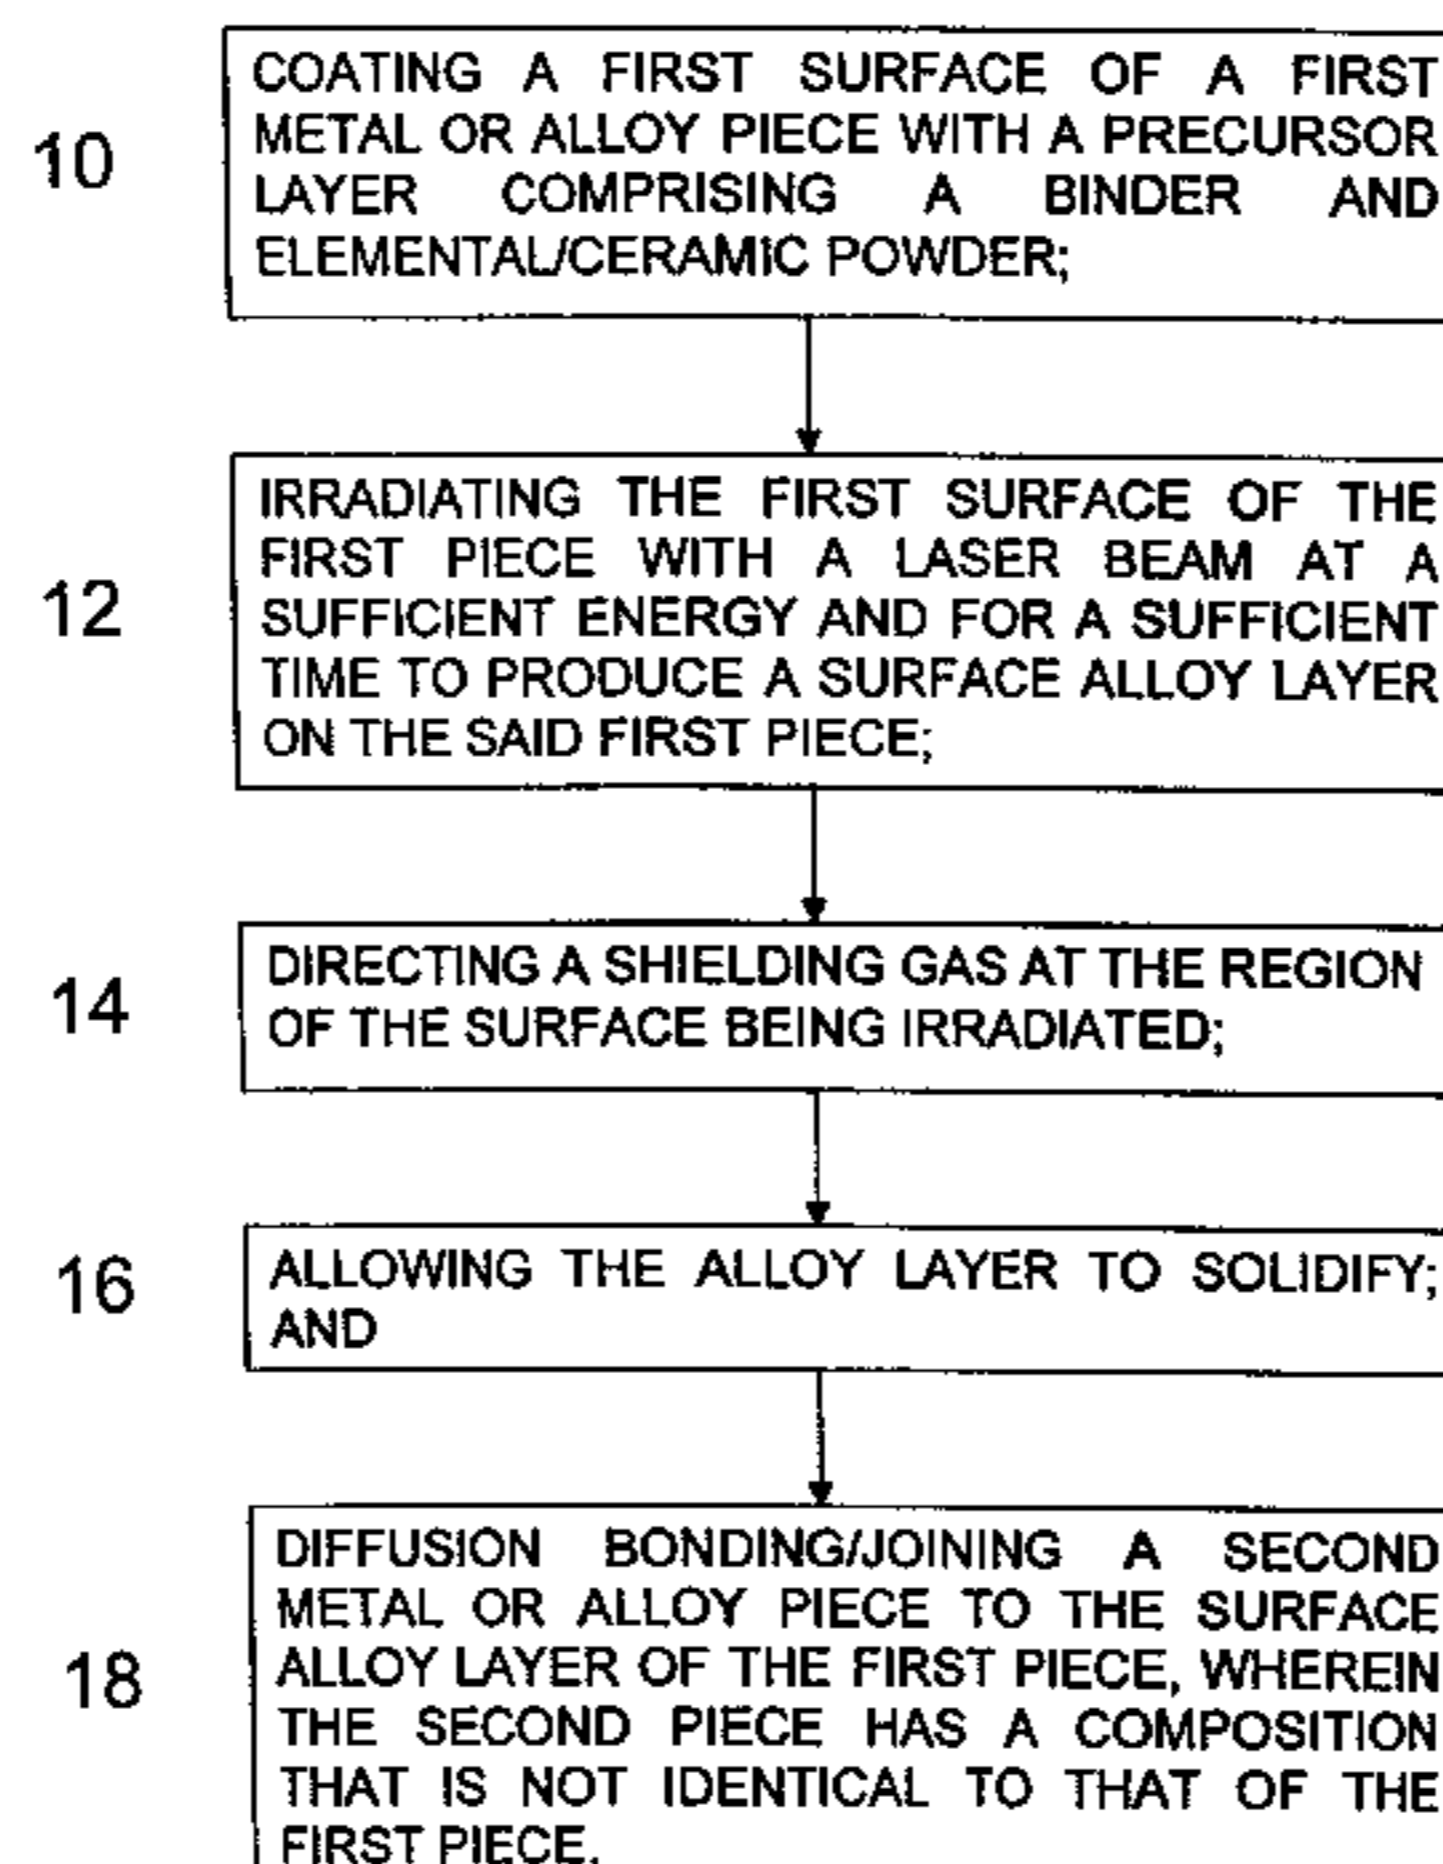 10
COATING A FIRST SURFACE OF A FIRST
METAL OR ALLOY PIECE WITH A PRECURSOR
LAYER COMPRISING A BINDER AND
ELEMENTAL/CERAMIC POWDER;
12
IRRADIATING THE FIRST SURFACE OF THE
FIRST PIECE WITH A LASER BEAM AT A
SUFFICIENT ENERGY AND FOR A SUFFICIENT
TIME TO PRODUCE A SURFACE ALLOY LAYER
ON THE SAID FIRST PIECE;
14
DIRECTING A SHIELDING GAS AT THE REGION
OF THE SURFACE BEING IRRADIATED;
16
ALLOWING THE ALLOY LAYER TO SOLIDIFY;
AND
18
DIFFUSION BONDING/JOINING A SECOND
METAL OR ALLOY PIECE TO THE SURFACE
ALLOY LAYER OF THE FIRST PIECE, WHEREIN
THE SECOND PIECE HAS A COMPOSITION
THAT IS NOT IDENTICAL TO THAT OF THE
FIRST PIECE.